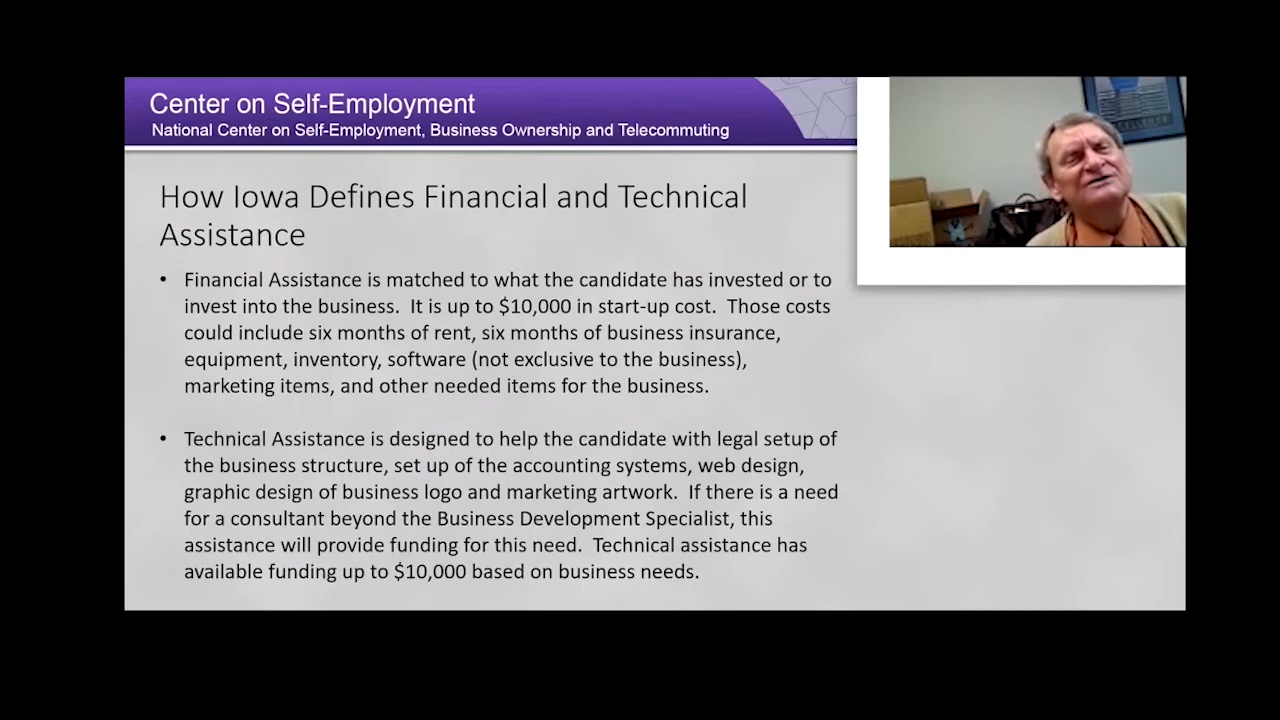 Center on Self-Employment
National Center on Self-Employment, Business Ownership and Telecommuting
How Iowa Defines Financial and Technical
Assistance
• Financial Assistance is matched to what the candidate has invested or to
invest into the business.  It is up to $10,000 in start-up cost.  Those costs
could include six months of rent, six months of business insurance,
equipment, inventory, software (not exclusive to the business),
marketing items, and other needed items for the business.
• Technical Assistance is designed to help the candidate with legal setup of
the business structure, set up of the accounting systems, web design,
graphic design of business logo and marketing artwork.  If there is a need
for a consultant beyond the Business Development Specialist, this
assistance will provide funding for this need.  Technical assistance has
available funding up to $10,000 based on business needs.